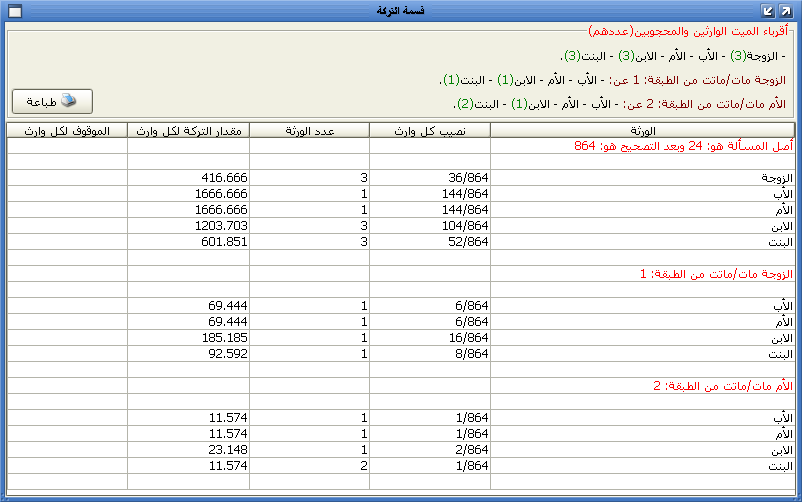 قسمة التركة
أقرباء الميت الوارثين والمحجوبين(عددهم)
- الزوجة(3) - الأب - الأم - الابن(3) - البنت(3).
الزوجة مات/ماتت من الطبقة: 1 عن: - الأب - الأم - الابن(1) - البنت(1).
الأم مات/ماتت من الطبقة: 2 عن: - الأب - الأم - الابن(1) - البنت(2).
طباعة
الورثة نصيب كل وارث عدد الورثة مقدار التركة لكل وارث الموقوف لكل وارث
أصل المسألة هو: 24 وبعد التصحيح هو: 864
الزوجة 36/864 3 416.666
الأب 144/864 1 1666.666
الأم 144/864 1 1666.666
الابن 104/864 3 1203.703
البنت 52/864 3 601.851
الزوجة مات/ماتت من الطبقة: 1
الأب 6/864 1 69.444
الأم 6/864 1 69.444
الابن 16/864 1 185.185
البنت 8/864 1 92.592
الأم مات/ماتت من الطبقة: 2
الأب 1/864 1 11.574
الأم 1/864 1 11.574
الابن 2/864 1 23.148
البنت 1/864 2 11.574